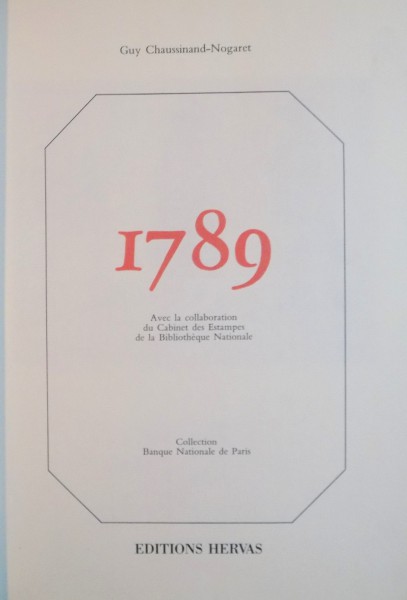 Guy Chaussinand-Nogaret
1789
Avec la collaboration
du Cabinet des Estampes
de la Bibliothèque Nationale
Collection
Banque Nationale de Paris
EDITIONS HERVAS